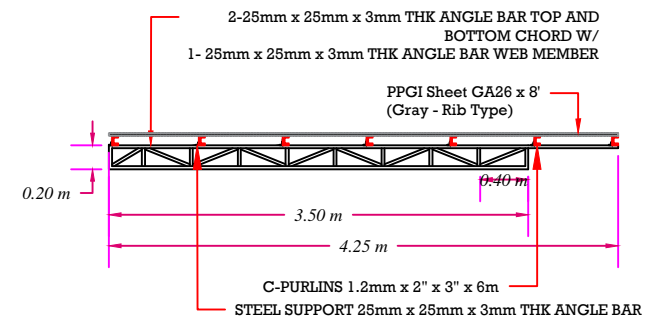 2-25mm x 25mm x 3mm THK ANGLE BAR TOP AND
BOTTOM CHORD W/
1- 25mm x 25mm x 3mm THK ANGLE BAR WEB MEMBER
PPGI Sheet GA26 x 8'
(Gray - Rib Type)
0.20 m
0.40 m
3.50 m
4.25 m
C-PURLINS 1.2mm x 2" x 3" x 6m
STEEL SUPPORT 25mm x 25mm x 3mm THK ANGLE BAR